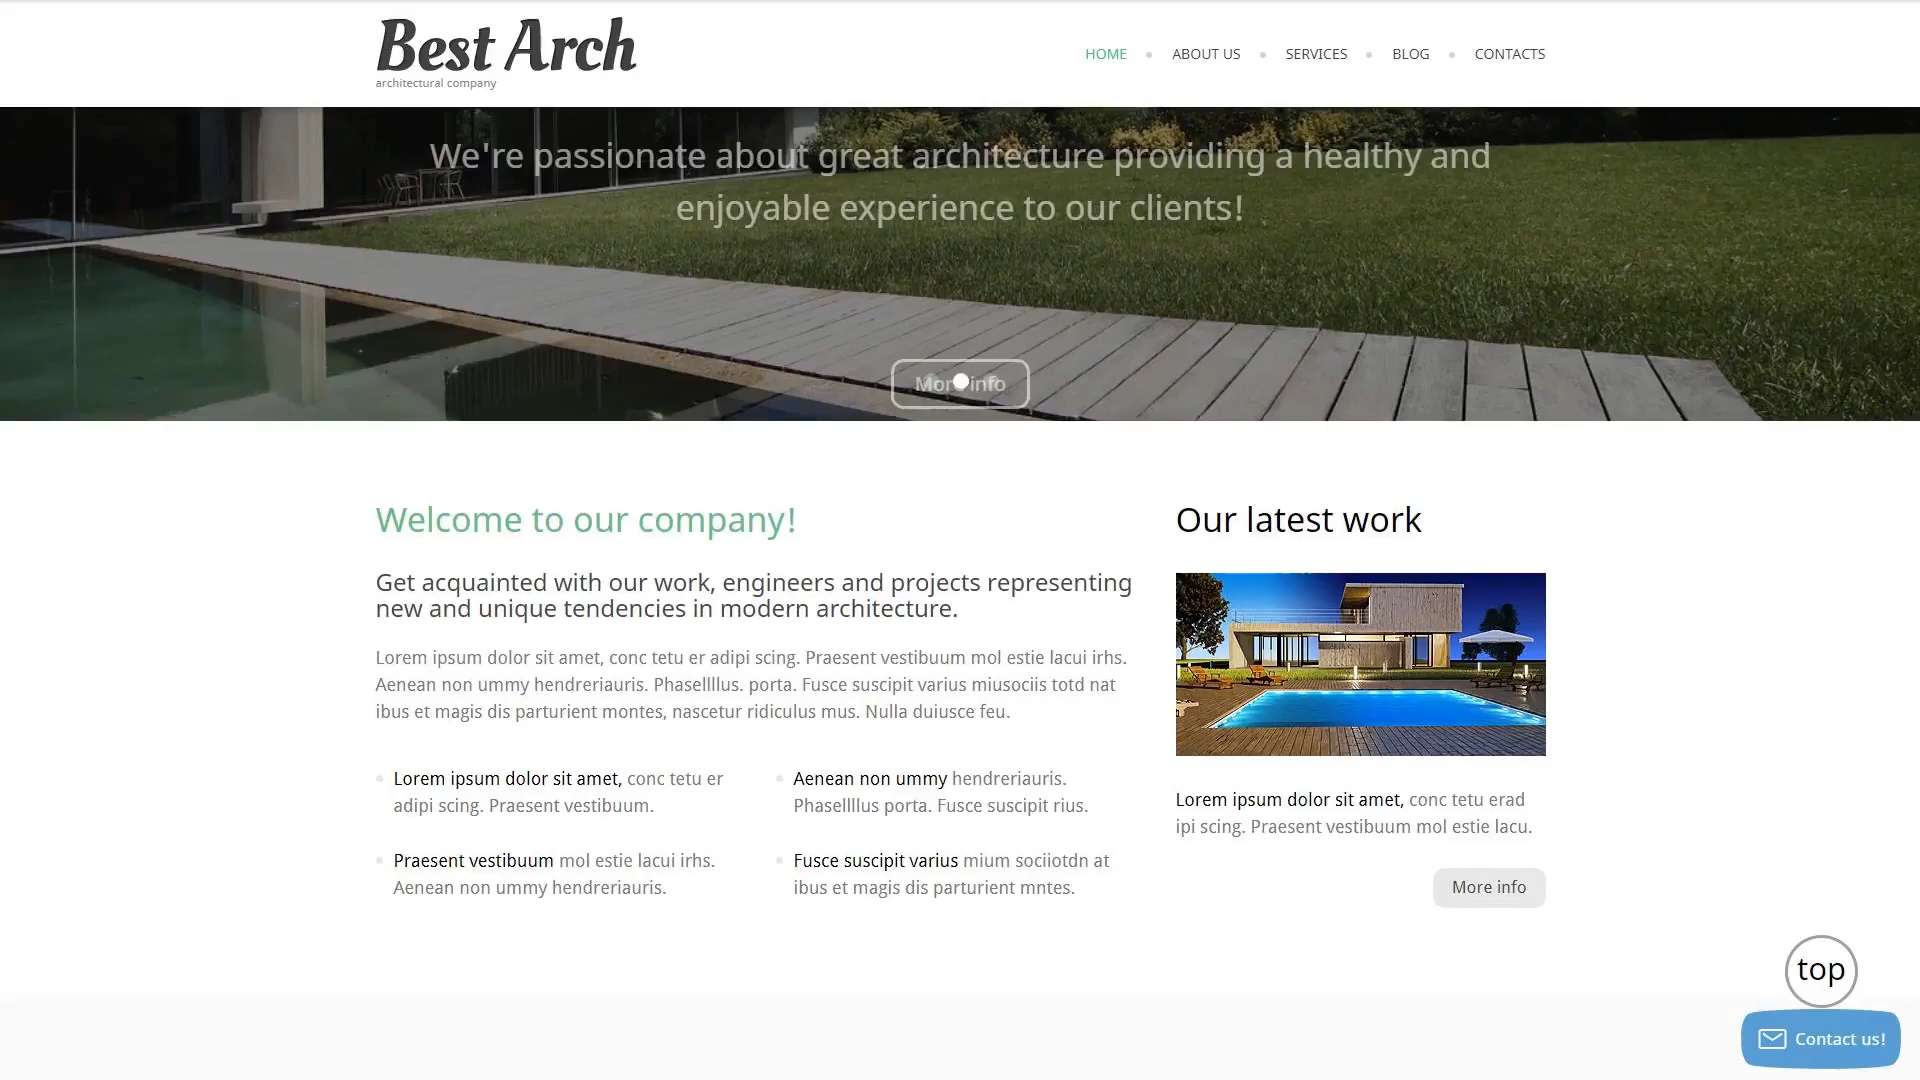 Best Arch
architectural company
HOME
ABOUT US
SERVICES
BLOG
CONTACTS
We're passionate about great architecture providing a healthy and
enjoyable experience to our clients!
More info
Welcome to our company!
Get acquainted with our work, engineers and projects representing
new and unique tendencies in modern architecture.
Lorem ipsum dolor sit amet, conc tetu er adipi scing. Praesent vestibuum mol estie lacui irhs.
Aenean non ummy hendreriauris. Phasellllus. porta. Fusce suscipit varius miusociis totd nat
ibus et magis dis parturient montes, nascetur ridiculus mus. Nulla duiusce feu.
Lorem ipsum dolor sit amet, conc tetu er
adipi scing. Praesent vestibuum.
Praesent vestibuum mol estie lacui irhs.
Aenean non ummy hendreriauris.
Aenean non ummy hendreriauris.
Phasellllus porta. Fusce suscipit rius.
Fusce suscipit varius mium sociiotdn at
ibus et magis dis parturient mntes.
Our latest work
Lorem ipsum dolor sit amet, conc tetu erad
ipi scing. Praesent vestibuum mol estie lacu.
More info
top
Contact us!